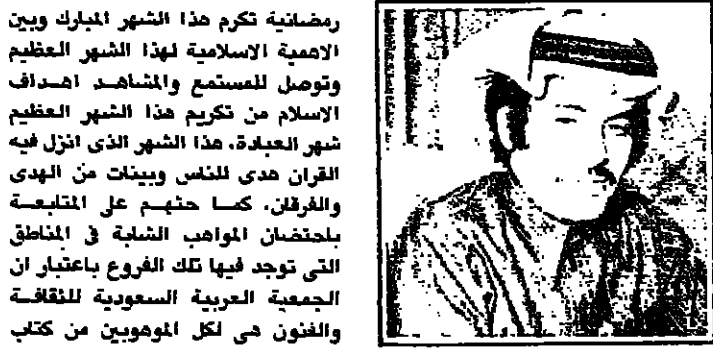 رمضانية تكرم هذا الشهر المبارك وبين
الاهمية الاسلامية لهذا الشهر العظيم
وتوصل للمستمع والمشاهد اهداف
الاسلام من تكريم هذا الشهر العظيم
شهر العبادة، هذا الشهر الذى انزل فيه
القران هدى للناس وبينات من الهدى
والفرقان. كما حثهم على المتابعة
باحتضان المواهب الشابة في المناطق
التى توجد فيها تلك الفروع باعتبار ان
الجمعية العربية السعودية للثقافة
والفنون هى لكل الموهوبين من كتاب